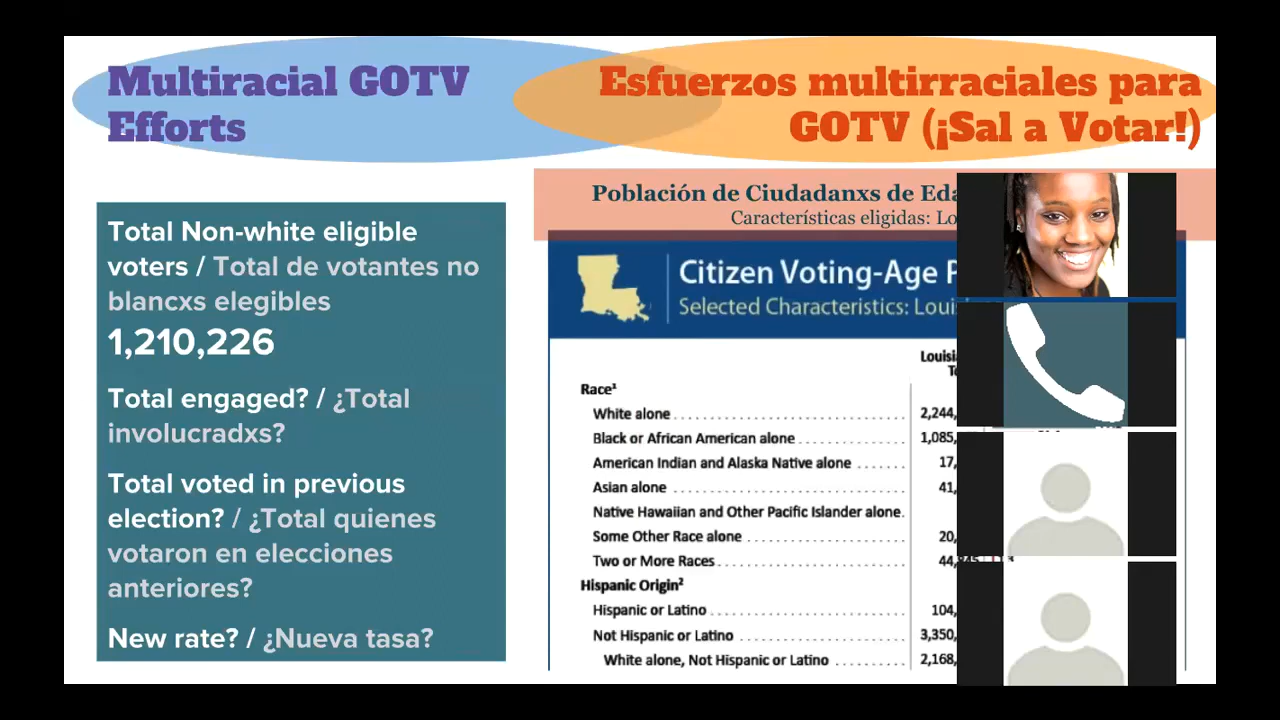 Multiracial GOTV
Efforts
Esfuerzos multirraciales para
GOTV (¡Sal a Votar!)
Total Non-white eligible
voters / Total de votantes no
blancxs elegibles
1,210,226
Total engaged? / ¿Total
involucradxs?
Total voted in previous
election? / ¿Total quienes
votaron en elecciones
anteriores?
New rate? / ¿Nueva tasa?
Población de Ciudadanxs de
Características eligidas:
Citizen Voting-Age
Selected Characteristics:
Race¹
White alone 2,244,
Black or African American alone 1,085,
American Indian and Alaska Native alone 17,
Asian alone 41,
Native Hawaiian and Other Pacific Islander alone.
Some Other Race alone 20,
Two or More Races 44,845
Hispanic Origin²
Hispanic or Latino 104,
Not Hispanic or Latino 3,350,
White alone, Not Hispanic or Latino 2,168,